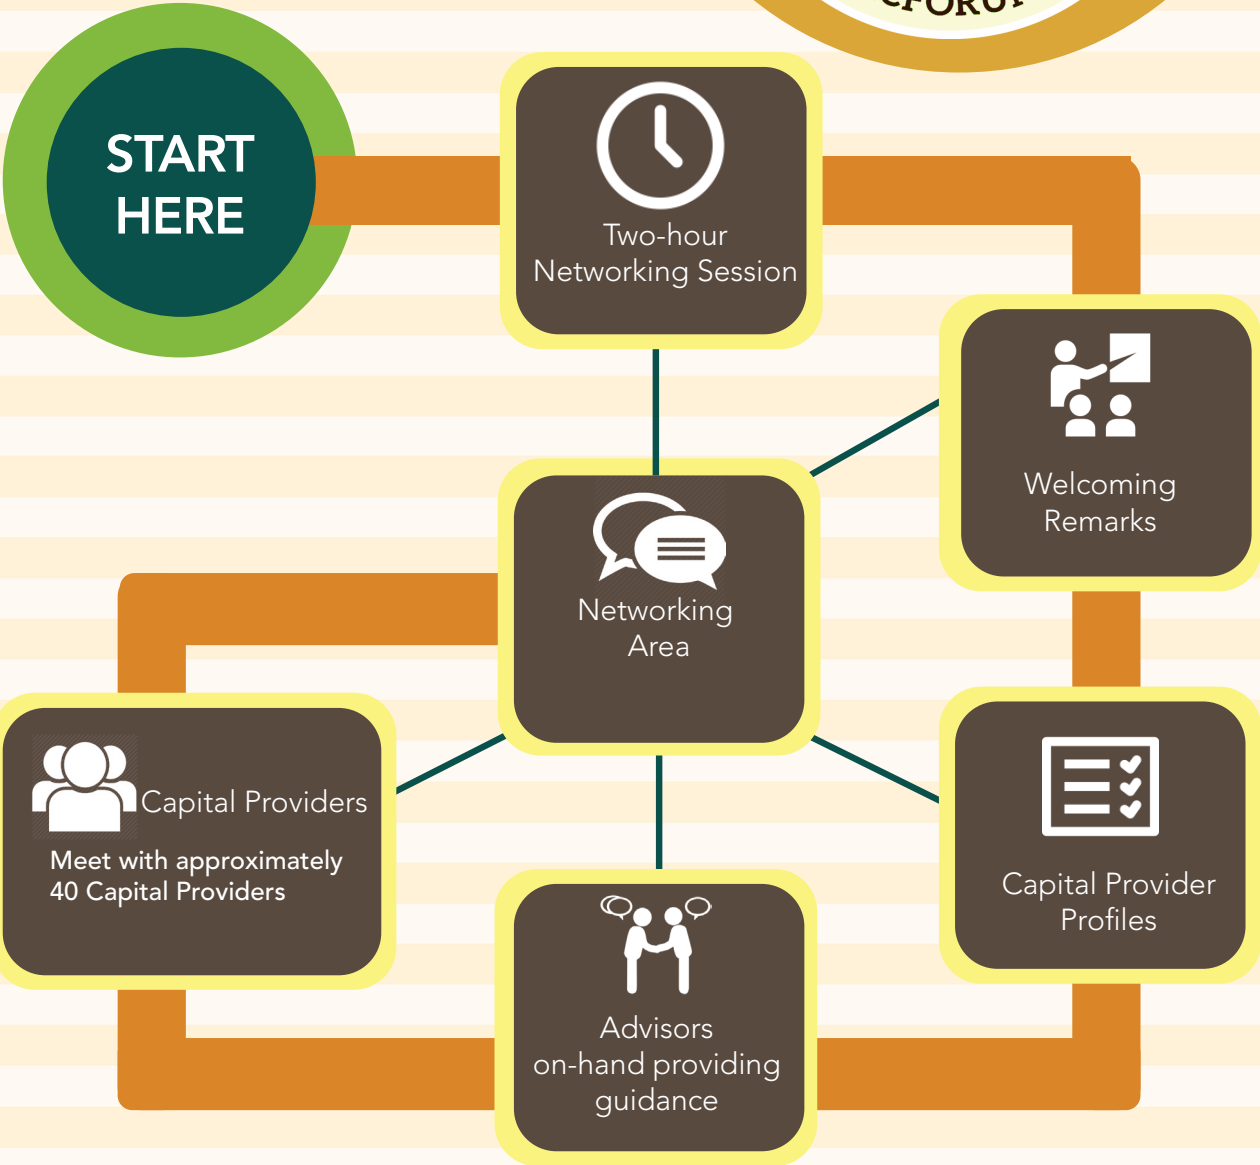 START
HERE
Two-hour
Networking Session
Welcoming
Remarks
Networking
Area
Capital Providers
Meet with approximately
40 Capital Providers
Capital Provider
Profiles
Advisors
on-hand providing
guidance